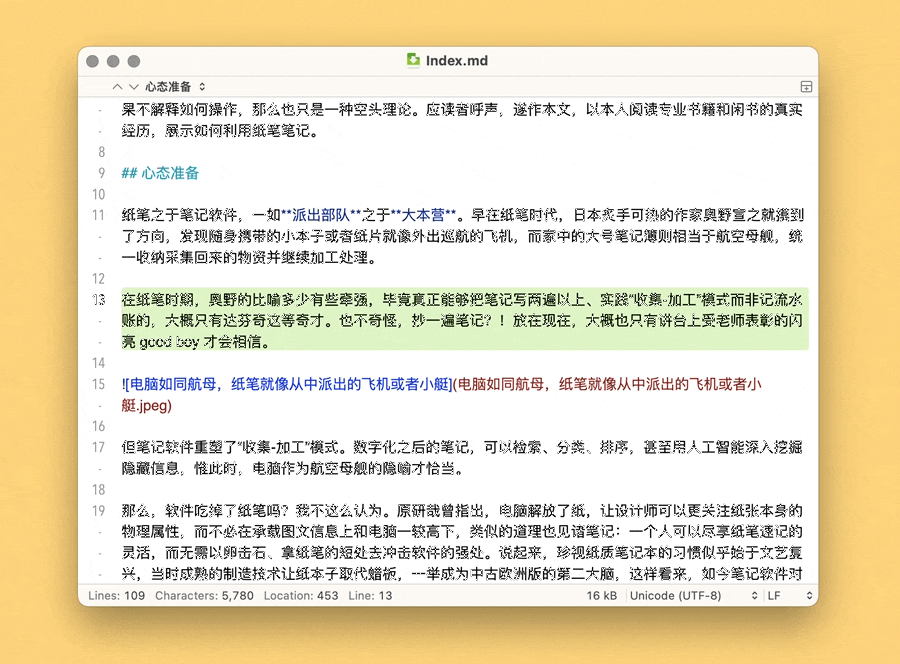 Index.md
心态准备
果不解释如何操作，那么也只是一种空头理论。应读者呼声，遂作本文，以本人阅读专业书籍和闲书的真实
经历，展示如何利用纸笔笔记。
8
9 ## 心态准备
10
11 纸笔之于笔记软件，一如**派出部队**之于**大本营**。早在纸笔时代，日本炙手可热的作家奥野宣之就摸到
了方向，发现随身携带的小本子或者纸片就像外出巡航的飞机，而家中的大号笔记簿则相当于航空母舰，统
一收纳采集回来的物资并继续加工处理。
12
13 在纸笔时期，奥野的比喻多少有些牵强，毕竟真正能够把笔记写两遍以上、实践“收集-加工”模式而非记流水
账的，大概只有达芬奇这等奇才。也不奇怪，抄一遍笔记？！放在现在，大概也只有讲台上受老师表彰的闪
亮 good boy 才会相信。
14
15 ![电脑如同航母，纸笔就像从中派出的飞机或者小艇](电脑如同航母，纸笔就像从中派出的飞机或者小
艇.jpeg)
16
17 但笔记软件重塑了“收集-加工”模式。数字化之后的笔记，可以检索、分类、排序，甚至用人工智能深入挖掘
隐藏信息，惟此时，电脑作为航空母舰的隐喻才恰当。
18
19 那么，软件吃掉了纸笔吗？我不这么认为。原研哉曾指出，电脑解放了纸，让设计师可以更关注纸张本身的
物理属性，而不必在承载图文信息上和电脑一较高下，类似的道理也见诸笔记：一个人可以尽享纸笔速记的
灵活，而无需以卵击石、拿纸笔的短处去冲击软件的强处。说起来，珍视纸质笔记本的习惯似乎始于文艺复
兴，当时成熟的制造技术让纸本子取代蜡板，一举成为中古欧洲版的第二大脑，这样看来，如今笔记软件对
Lines: 109 Characters: 5,780 Location: 453 Line: 13 16 kB Unicode (UTF-8) LF